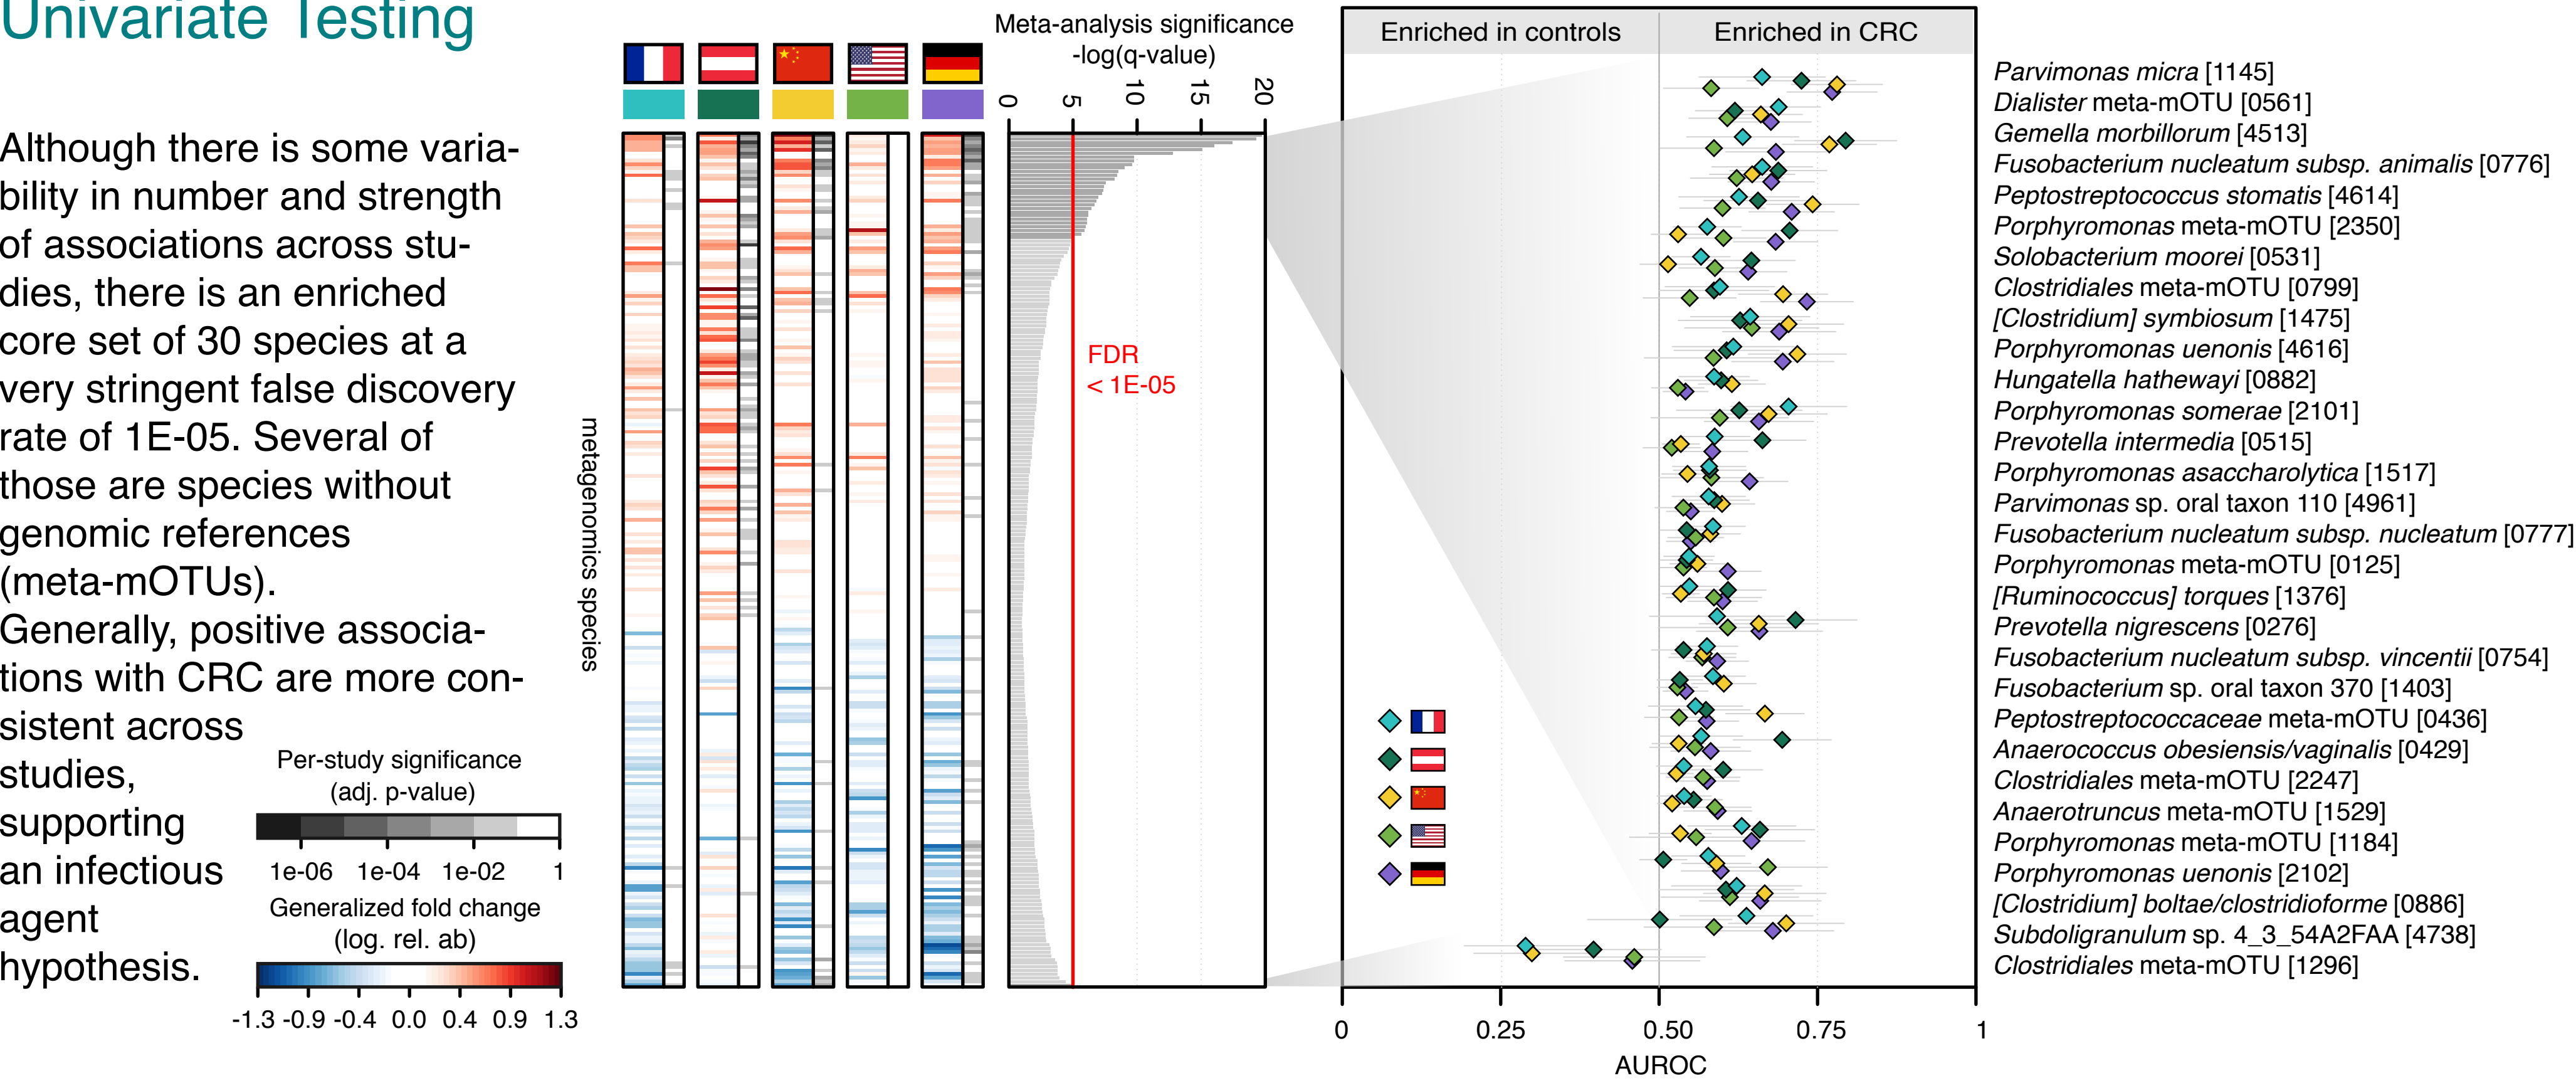 Univariate Testing
Although there is some varia-
bility in number and strength
of associations across stu-
dies, there is an enriched
core set of 30 species at a
very stringent false discovery
rate of 1E-05. Several of
those are species without
genomic references
(meta-mOTUs).
Generally, positive associa-
tions with CRC are more con-
sistent across
studies,
supporting
an infectious
agent
hypothesis.
Per-study significance
(adj. p-value)
1e-06 1e-04 1e-02 1
Generalized fold change
(log. rel. ab)
-1.3 -0.9 -0.4 0.0 0.4 0.9 1.3
metagenomics species
Meta-analysis significance
-log(q-value)
0 5 10 15 20
FDR
< 1E-05
Enriched in controls
Enriched in CRC
0 0.25 0.50 0.75 1
AUROC
Parvimonas micra [1145]
Dialister meta-mOTU [0561]
Gemella morbillorum [4513]
Fusobacterium nucleatum subsp. animalis [0776]
Peptostreptococcus stomatis [4614]
Porphyromonas meta-mOTU [2350]
Solobacterium moorei [0531]
Clostridiales meta-mOTU [0799]
[Clostridium] symbiosum [1475]
Porphyromonas uenonis [4616]
Hungatella hathewayi [0882]
Porphyromonas somerae [2101]
Prevotella intermedia [0515]
Porphyromonas asaccharolytica [1517]
Parvimonas sp. oral taxon 110 [4961]
Fusobacterium nucleatum subsp. nucleatum [0777]
Porphyromonas meta-mOTU [0125]
[Ruminococcus] torques [1376]
Prevotella nigrescens [0276]
Fusobacterium nucleatum subsp. vincentii [0754]
Fusobacterium sp. oral taxon 370 [1403]
Peptostreptococcaceae meta-mOTU [0436]
Anaerococcus obesiensis/vaginalis [0429]
Clostridiales meta-mOTU [2247]
Anaerotruncus meta-mOTU [1529]
Porphyromonas meta-mOTU [1184]
Porphyromonas uenonis [2102]
[Clostridium] boltae/clostridioforme [0886]
Subdoligranulum sp. 4_3_54A2FAA [4738]
Clostridiales meta-mOTU [1296]